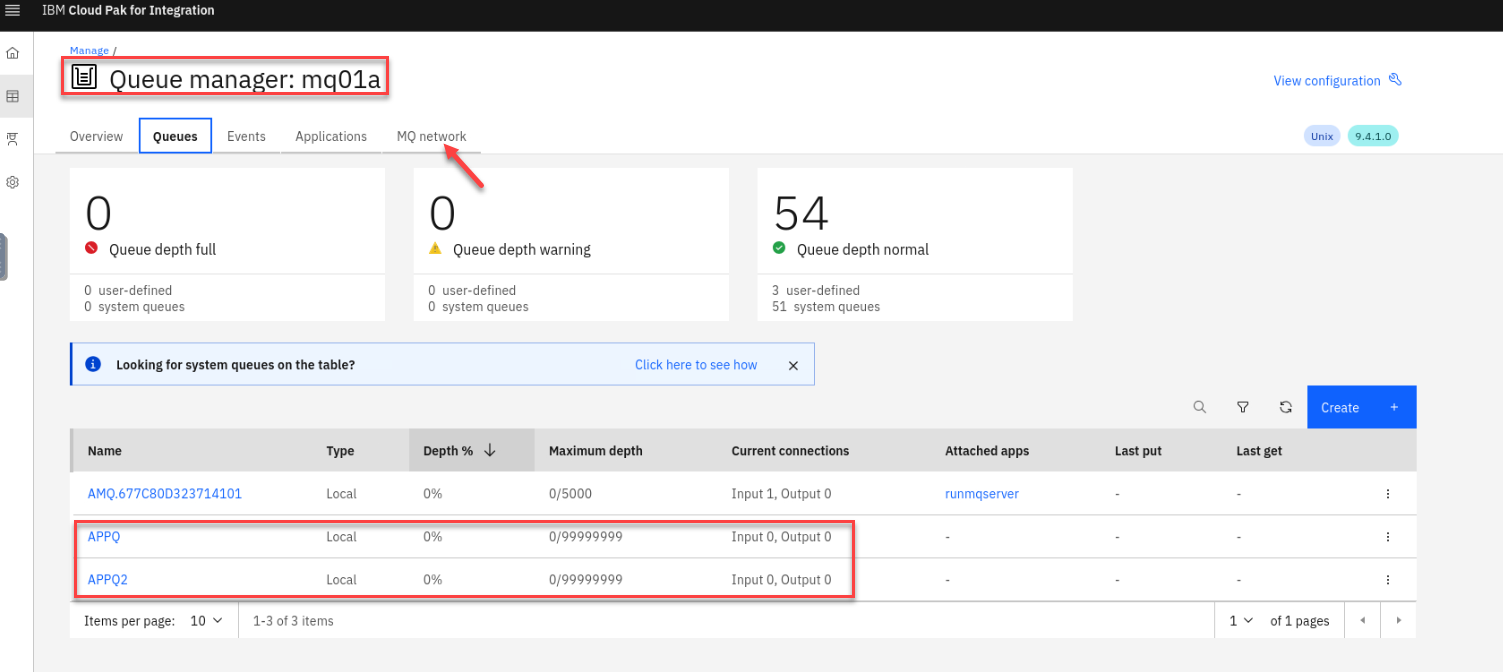 IBM Cloud Pak for Integration
Manage /
Queue manager: mq01a
View configuration
Overview Queues Events Applications MQ network
Unix 9.4.1.0
0 0 54
Queue depth full Queue depth warning Queue depth normal
0 user-defined 0 user-defined 3 user-defined
0 system queues 0 system queues 51 system queues
Looking for system queues on the table? Click here to see how
Create +
Name Type Depth % Maximum depth Current connections Attached apps Last put Last get
AMQ.677C80D323714101 Local 0% 0/5000 Input 1, Output 0 runmqserver - -
APPQ Local 0% 0/99999999 Input 0, Output 0 - - -
APPQ2 Local 0% 0/99999999 Input 0, Output 0 - - -
Items per page: 10 1-3 of 3 items 1 of 1 pages